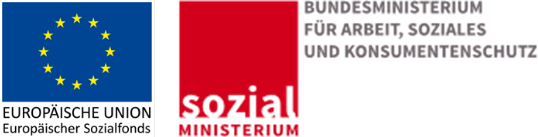 EUROPÄISCHE UNION
Europäischer Sozialfonds
sozial
MINISTERIUM
BUNDESMINISTERIUM
FÜR ARBEIT, SOZIALES
UND KONSUMENTENSCHUTZ